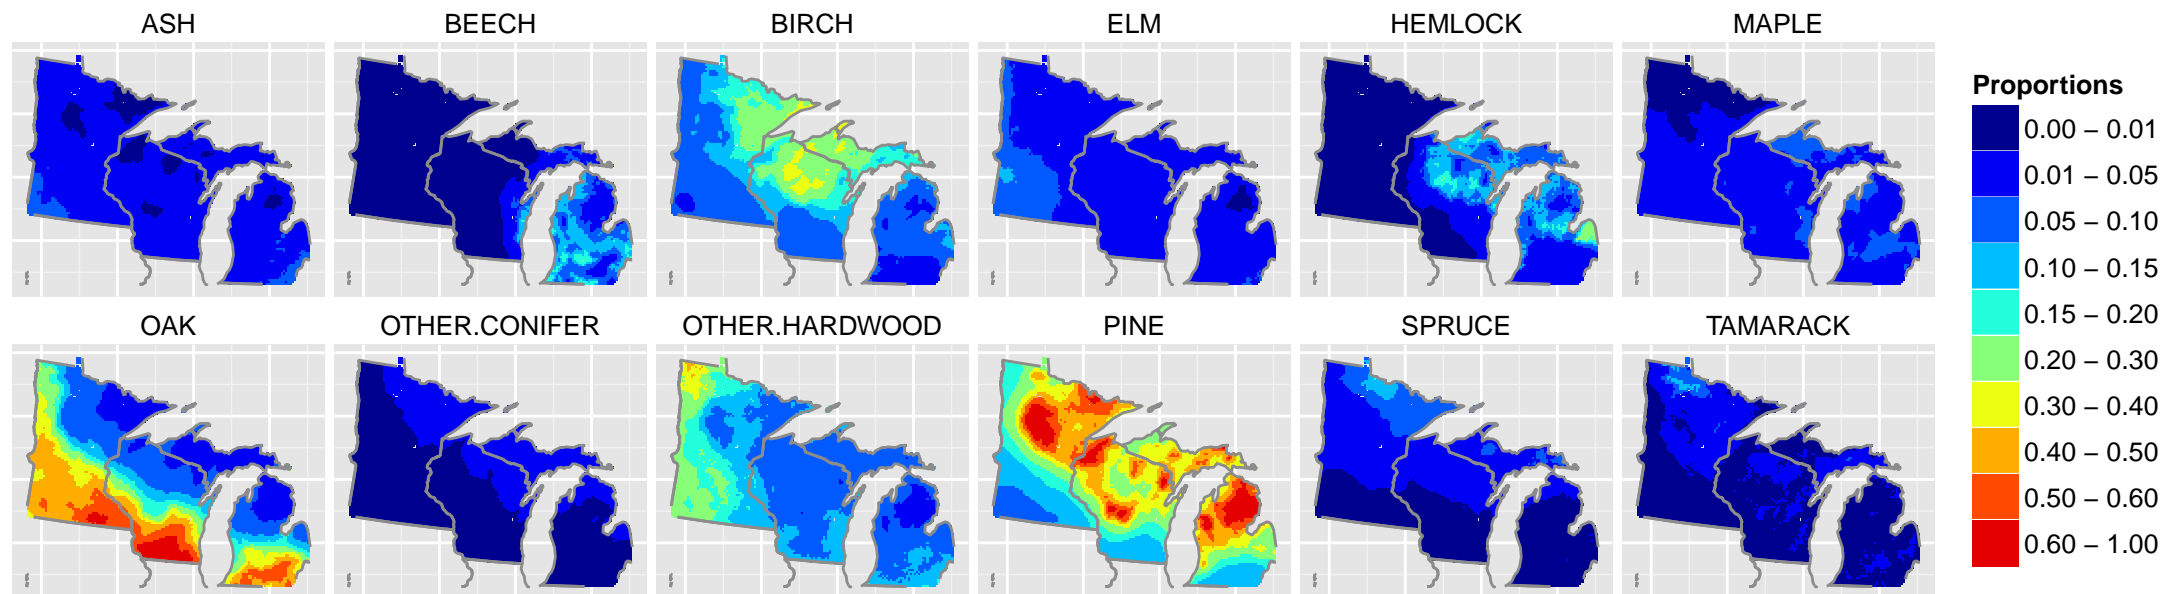 ASH
BEECH
BIRCH
ELM
HEMLOCK
MAPLE
OAK
OTHER.CONIFER
OTHER.HARDWOOD
PINE
SPRUCE
TAMARACK
Proportions
0.00 – 0.01
0.01 – 0.05
0.05 – 0.10
0.10 – 0.15
0.15 – 0.20
0.20 – 0.30
0.30 – 0.40
0.40 – 0.50
0.50 – 0.60
0.60 – 1.00